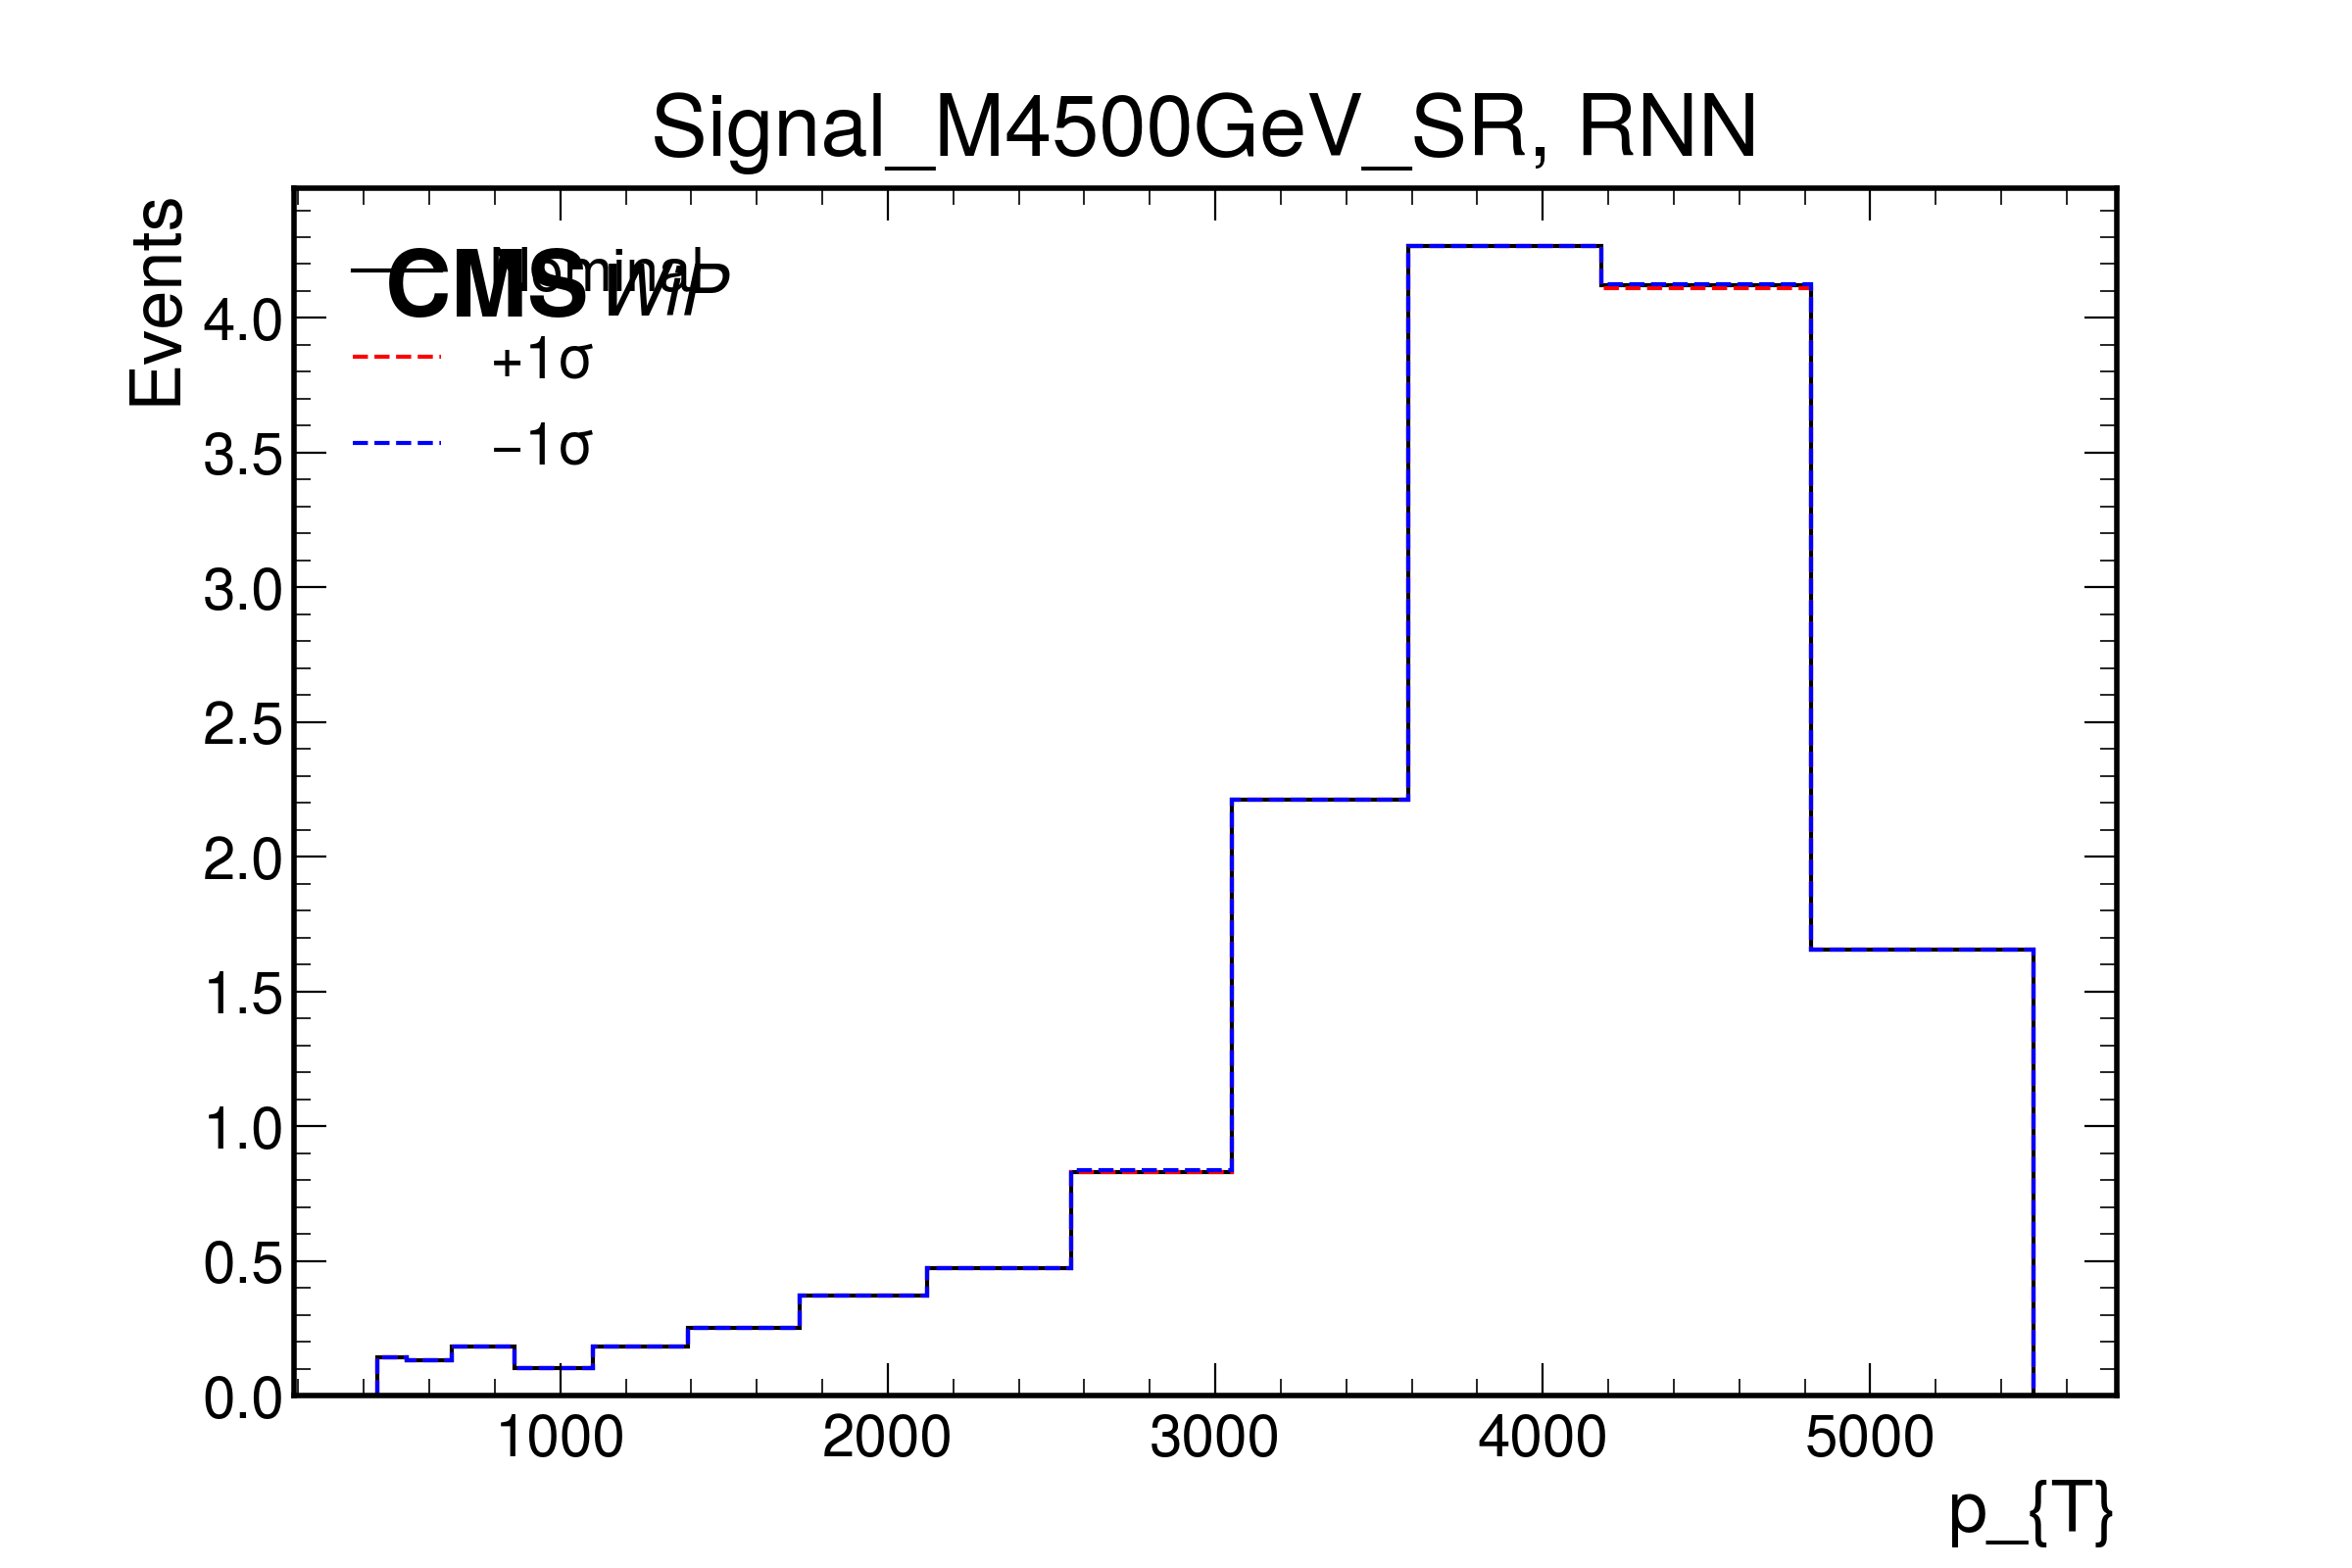 Signal_M4500GeV_SR, RNN
Events
CMS WiP
Nominal
+1σ
−1σ
4.0
3.5
3.0
2.5
2.0
1.5
1.0
0.5
0.0
1000 2000 3000 4000 5000
p_{T}